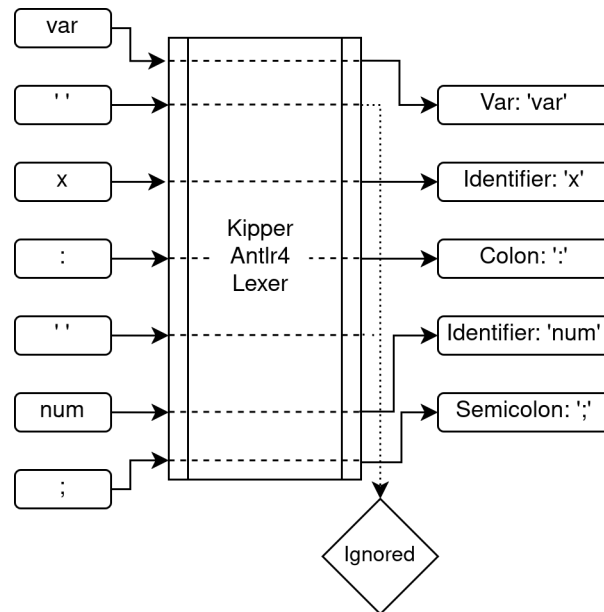 var
' '
x
:
' '
num
;
Kipper
Antlr4
Lexer
Var: 'var'
Identifier: 'x'
Colon: ':'
Identifier: 'num'
Semicolon: ';'
Ignored